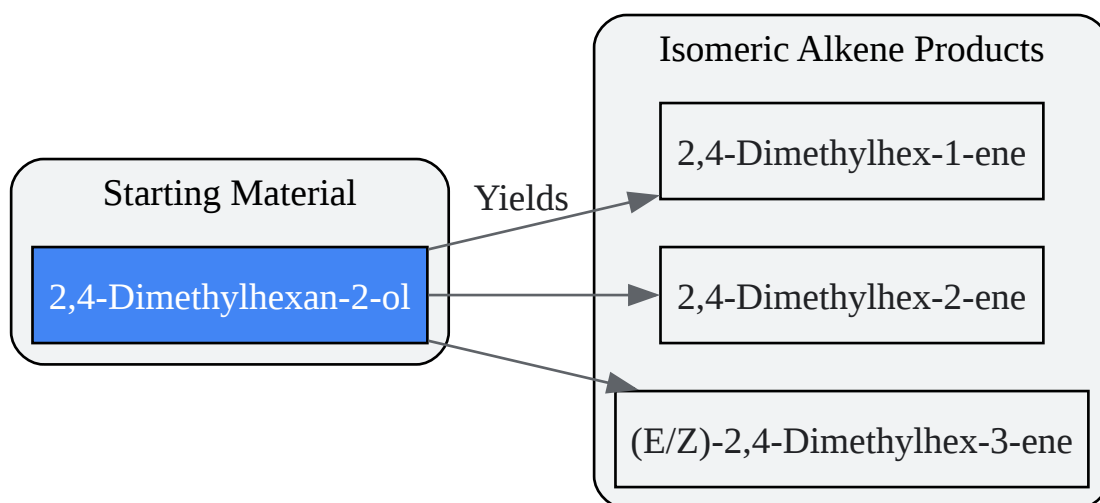 Isomeric Alkene Products
2,4-Dimethylhex-1-ene
Starting Material
Yields
2,4-Dimethylhexan-2-ol
2,4-Dimethylhex-2-ene
(E/Z)-2,4-Dimethylhex-3-ene